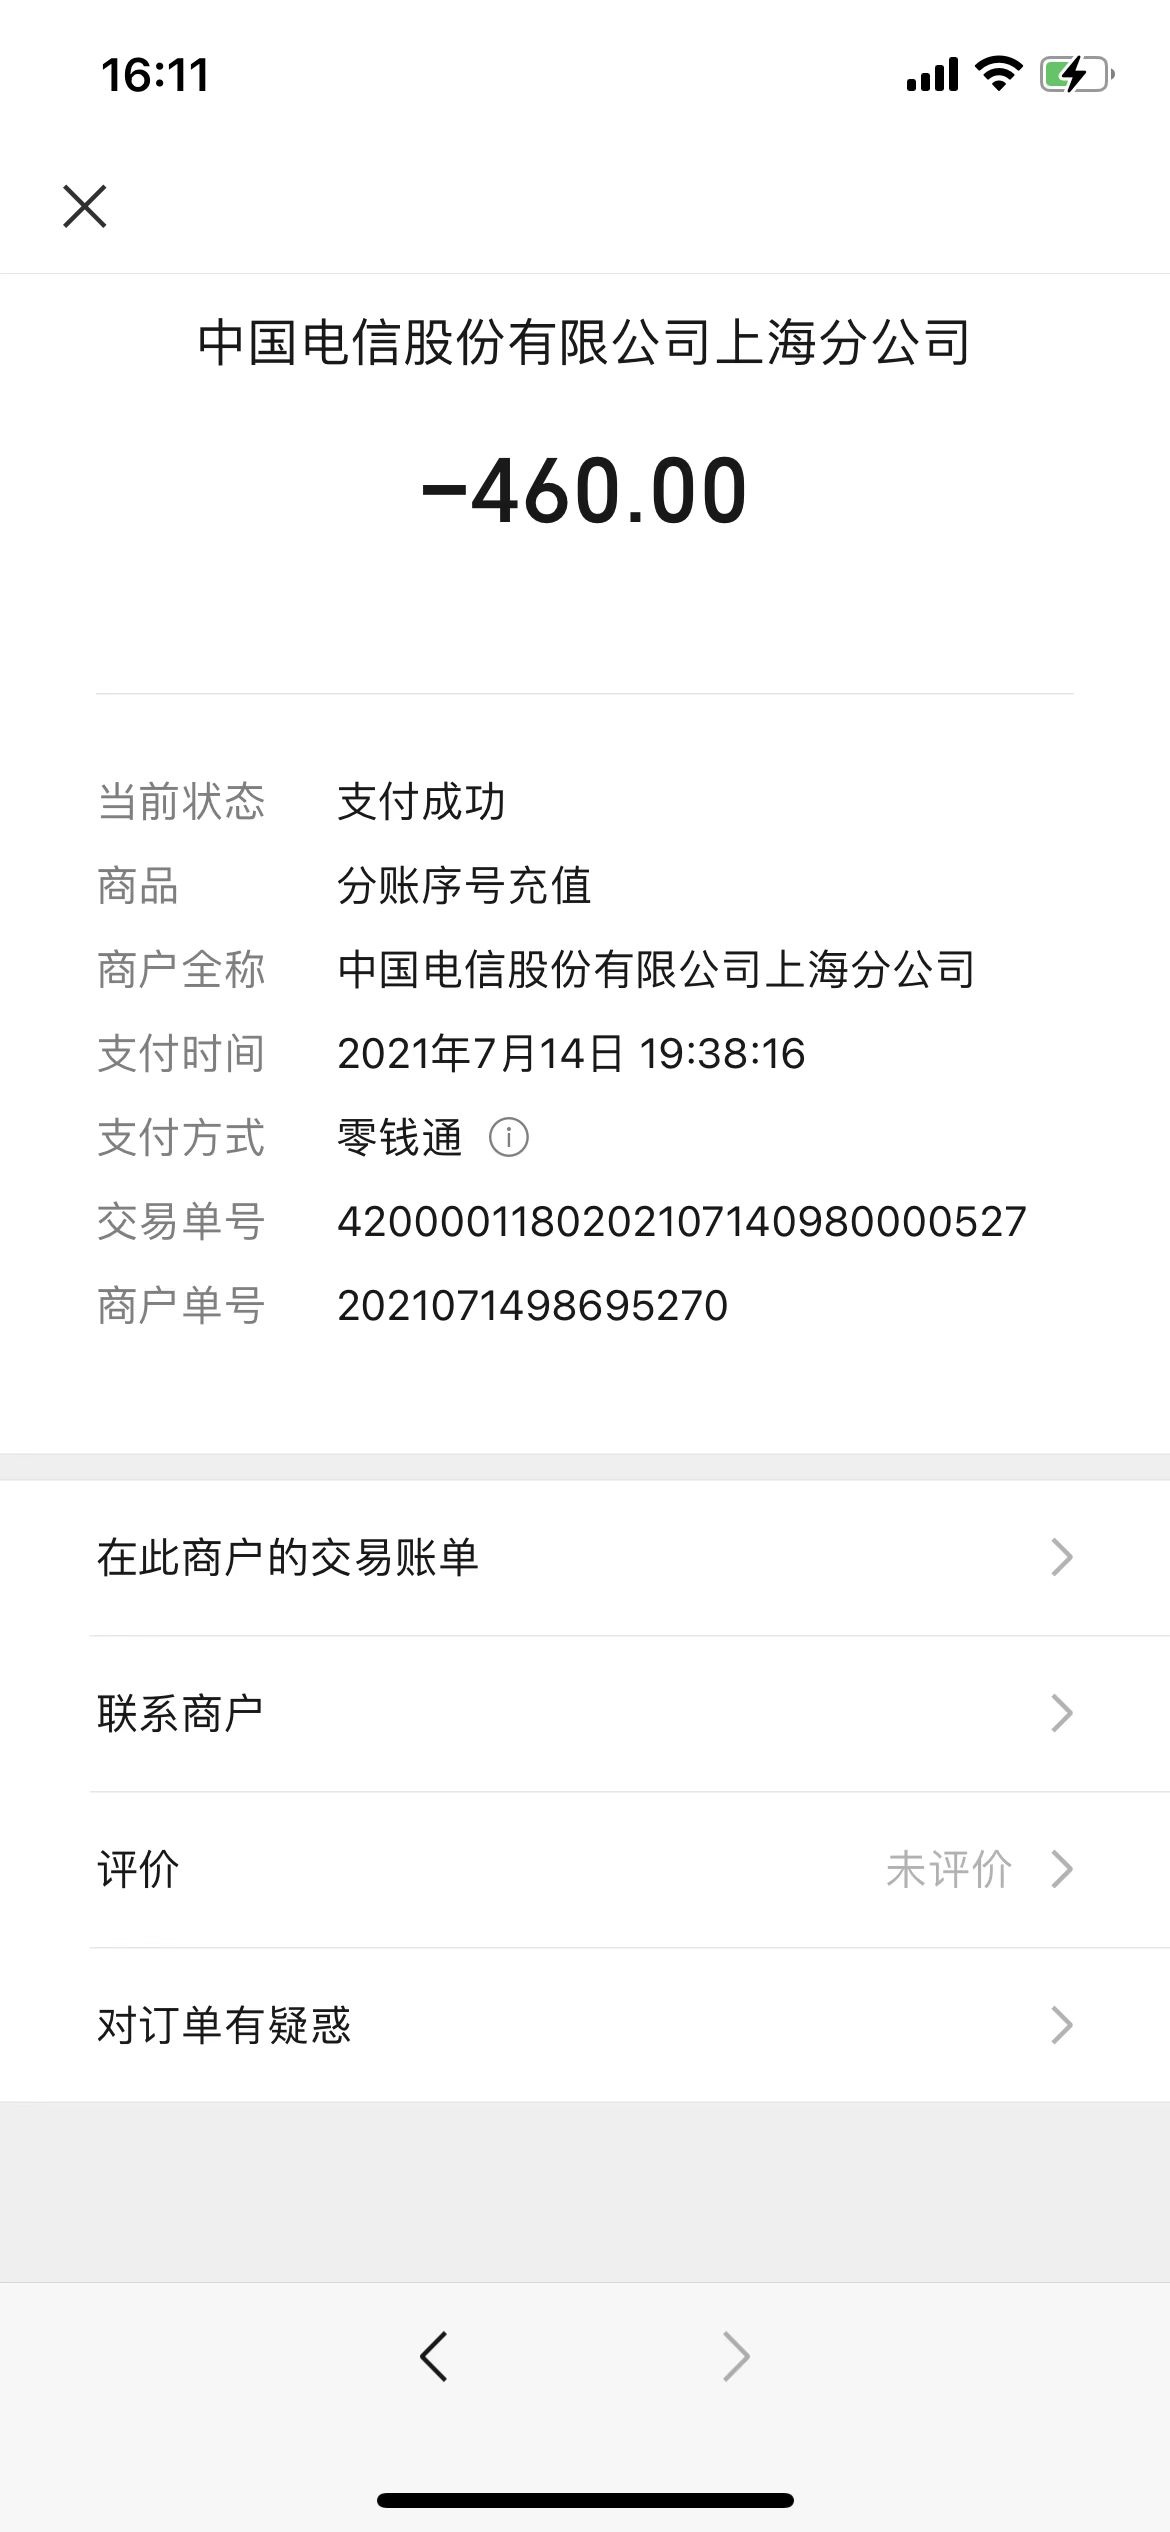 16:11
中国电信股份有限公司上海分公司
-460.00
当前状态 支付成功
商品 分账序号充值
商户全称 中国电信股份有限公司上海分公司
支付时间 2021年7月14日 19:38:16
支付方式 零钱通
交易单号 4200001180202107140980000527
商户单号 2021071498695270
在此商户的交易账单
联系商户
评价 未评价
对订单有疑惑